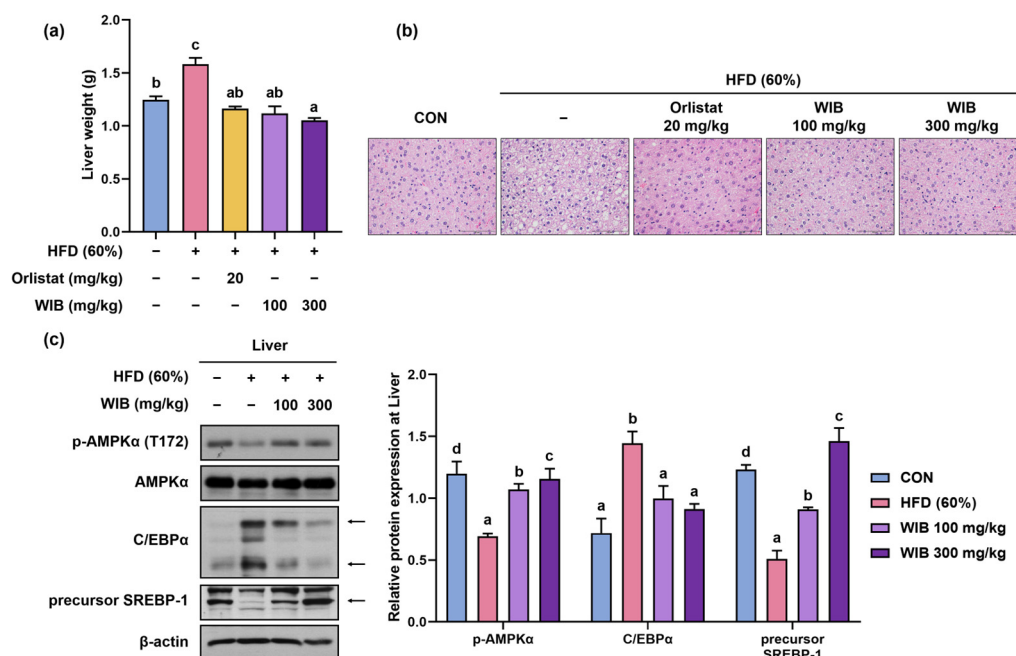 (a)
Liver weight (g)
2.0
1.5
1.0
0.5
0.0
b
c
ab
ab
a
HFD (60%) – + + + +
Orlistat (mg/kg) – – 20 – –
WIB (mg/kg) – – – 100 300
(b)
HFD (60%)
CON
–
Orlistat
20 mg/kg
WIB
100 mg/kg
WIB
300 mg/kg
(c)
Liver
HFD (60%) – + + +
WIB (mg/kg) – – 100 300
p-AMPKα (T172)
AMPKα
C/EBPα
precursor SREBP-1
β-actin
Relative protein expression at Liver
2.0
1.5
1.0
0.5
0.0
d
a
b
c
a
b
a
a
d
a
b
c
p-AMPKα
C/EBPα
precursor
SREBP-1
CON
HFD (60%)
WIB 100 mg/kg
WIB 300 mg/kg